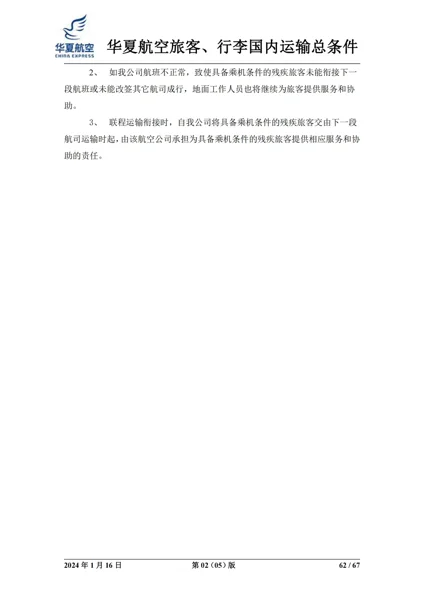 华夏航空
CHINA EXPRESS
华夏航空旅客、行李国内运输总条件
2、 如我公司航班不正常，致使具备乘机条件的残疾旅客未能衔接下一
段航班或未能改签其它航司成行，地面工作人员也将继续为旅客提供服务和协
助。
3、 联程运输衔接时，自我公司将具备乘机条件的残疾旅客交由下一段
航司运输时起，由该航空公司承担为具备乘机条件的残疾旅客提供相应服务和协
助的责任。
2024 年 1 月 16 日 第 02（05）版 62 / 67